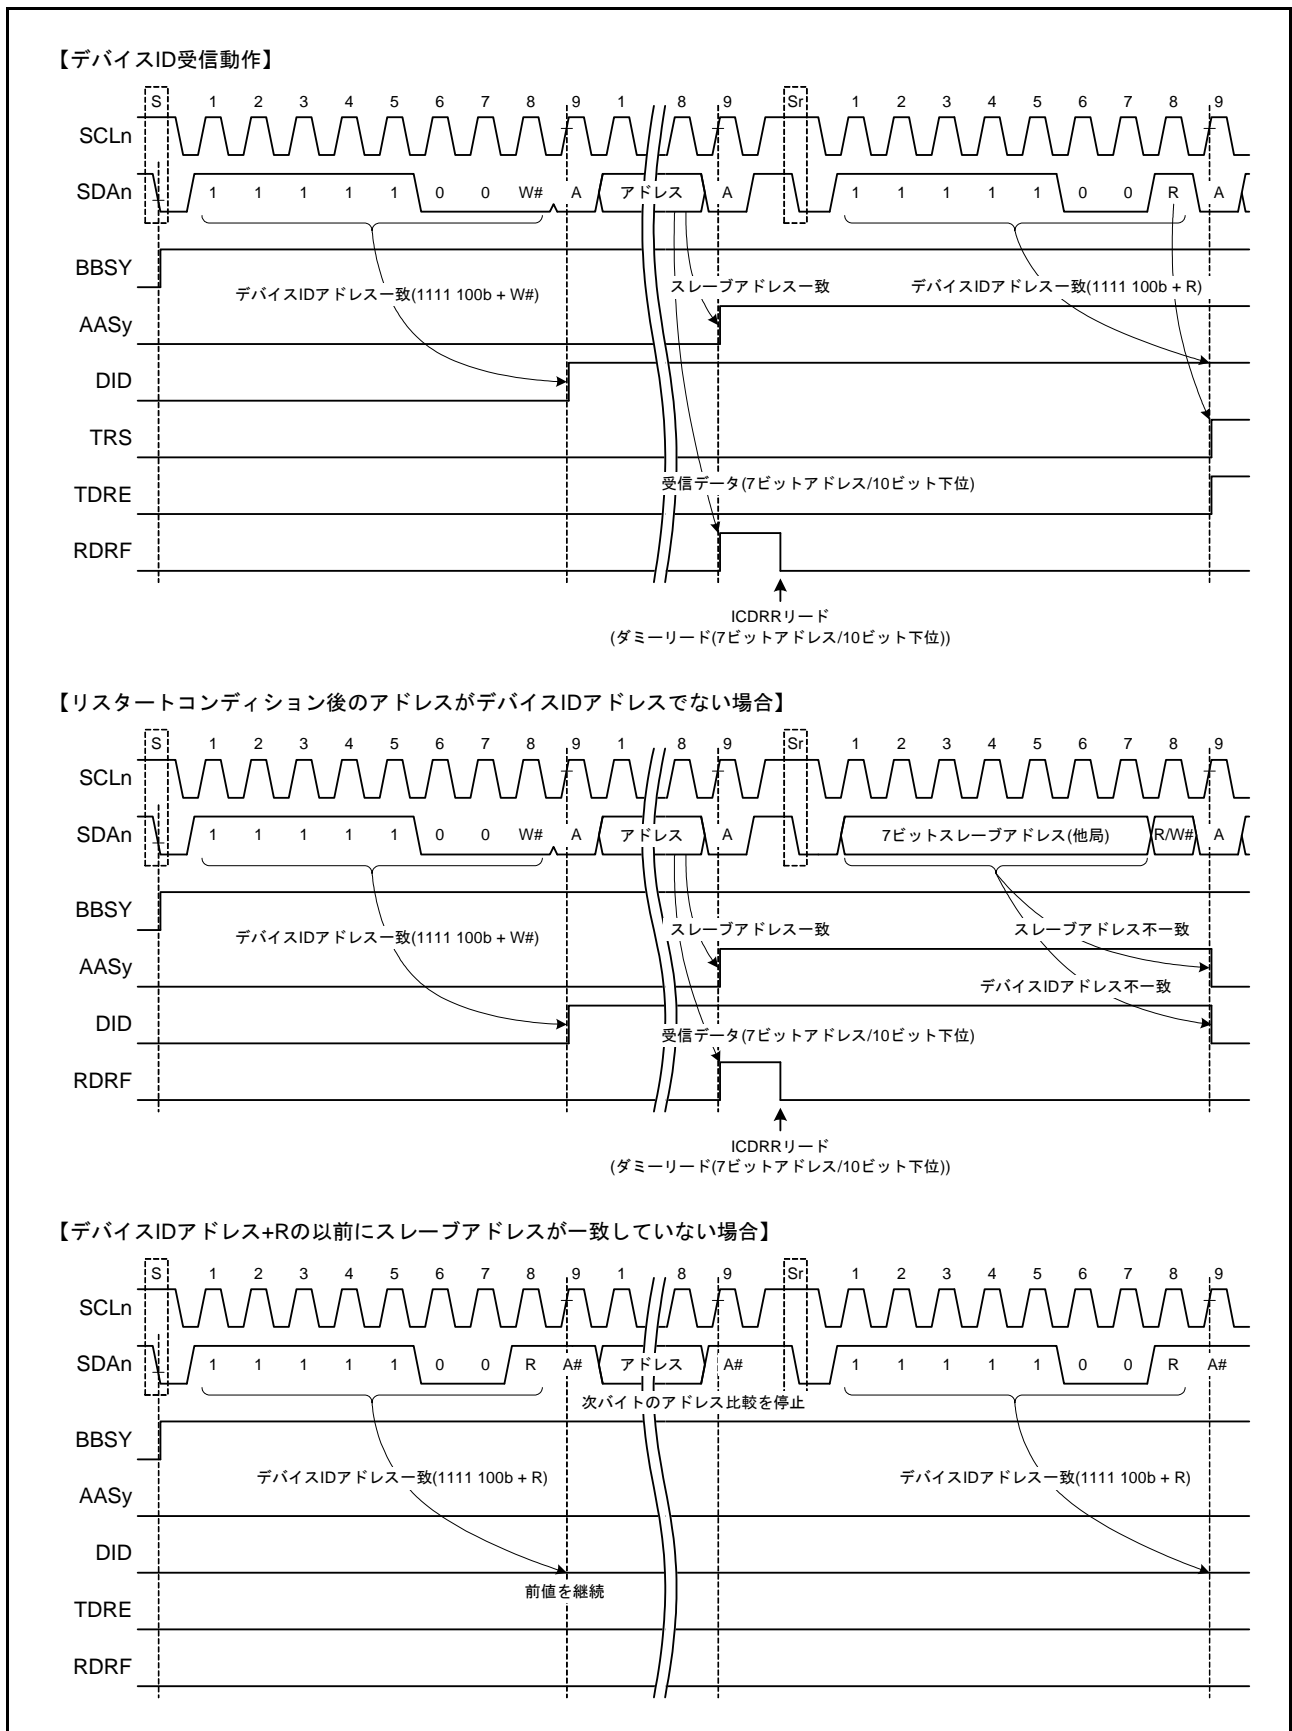 【デバイスID受信動作】
S 1 2 3 4 5 6 7 8 9 1 8 9 Sr 1 2 3 4 5 6 7 8 9
SCLn
SDAn 1 1 1 1 1 0 0 W# A アドレス A 1 1 1 1 1 0 0 R A
BBSY
デバイスIDアドレス一致(1111 100b + W#) スレーブアドレス一致 デバイスIDアドレス一致(1111 100b + R)
AASy
DID
TRS
受信データ(7ビットアドレス/10ビット下位)
TDRE
RDRF
ICDRRリード
(ダミーリード(7ビットアドレス/10ビット下位))
【リスタートコンディション後のアドレスがデバイスIDアドレスでない場合】
S 1 2 3 4 5 6 7 8 9 1 8 9 Sr 1 2 3 4 5 6 7 8 9
SCLn
SDAn 1 1 1 1 1 0 0 W# A アドレス A 7ビットスレーブアドレス(他局) R/W# A
BBSY
デバイスIDアドレス一致(1111 100b + W#) スレーブアドレス一致 スレーブアドレス不一致
AASy
デバイスIDアドレス不一致
DID
受信データ(7ビットアドレス/10ビット下位)
RDRF
ICDRRリード
(ダミーリード(7ビットアドレス/10ビット下位))
【デバイスIDアドレス+Rの以前にスレーブアドレスが一致していない場合】
S 1 2 3 4 5 6 7 8 9 1 8 9 Sr 1 2 3 4 5 6 7 8 9
SCLn
SDAn 1 1 1 1 1 0 0 R A# アドレス A# 1 1 1 1 1 0 0 R A#
次バイトのアドレス比較を停止
BBSY
デバイスIDアドレス一致(1111 100b + R) デバイスIDアドレス一致(1111 100b + R)
AASy
DID
前値を継続
TDRE
RDRF